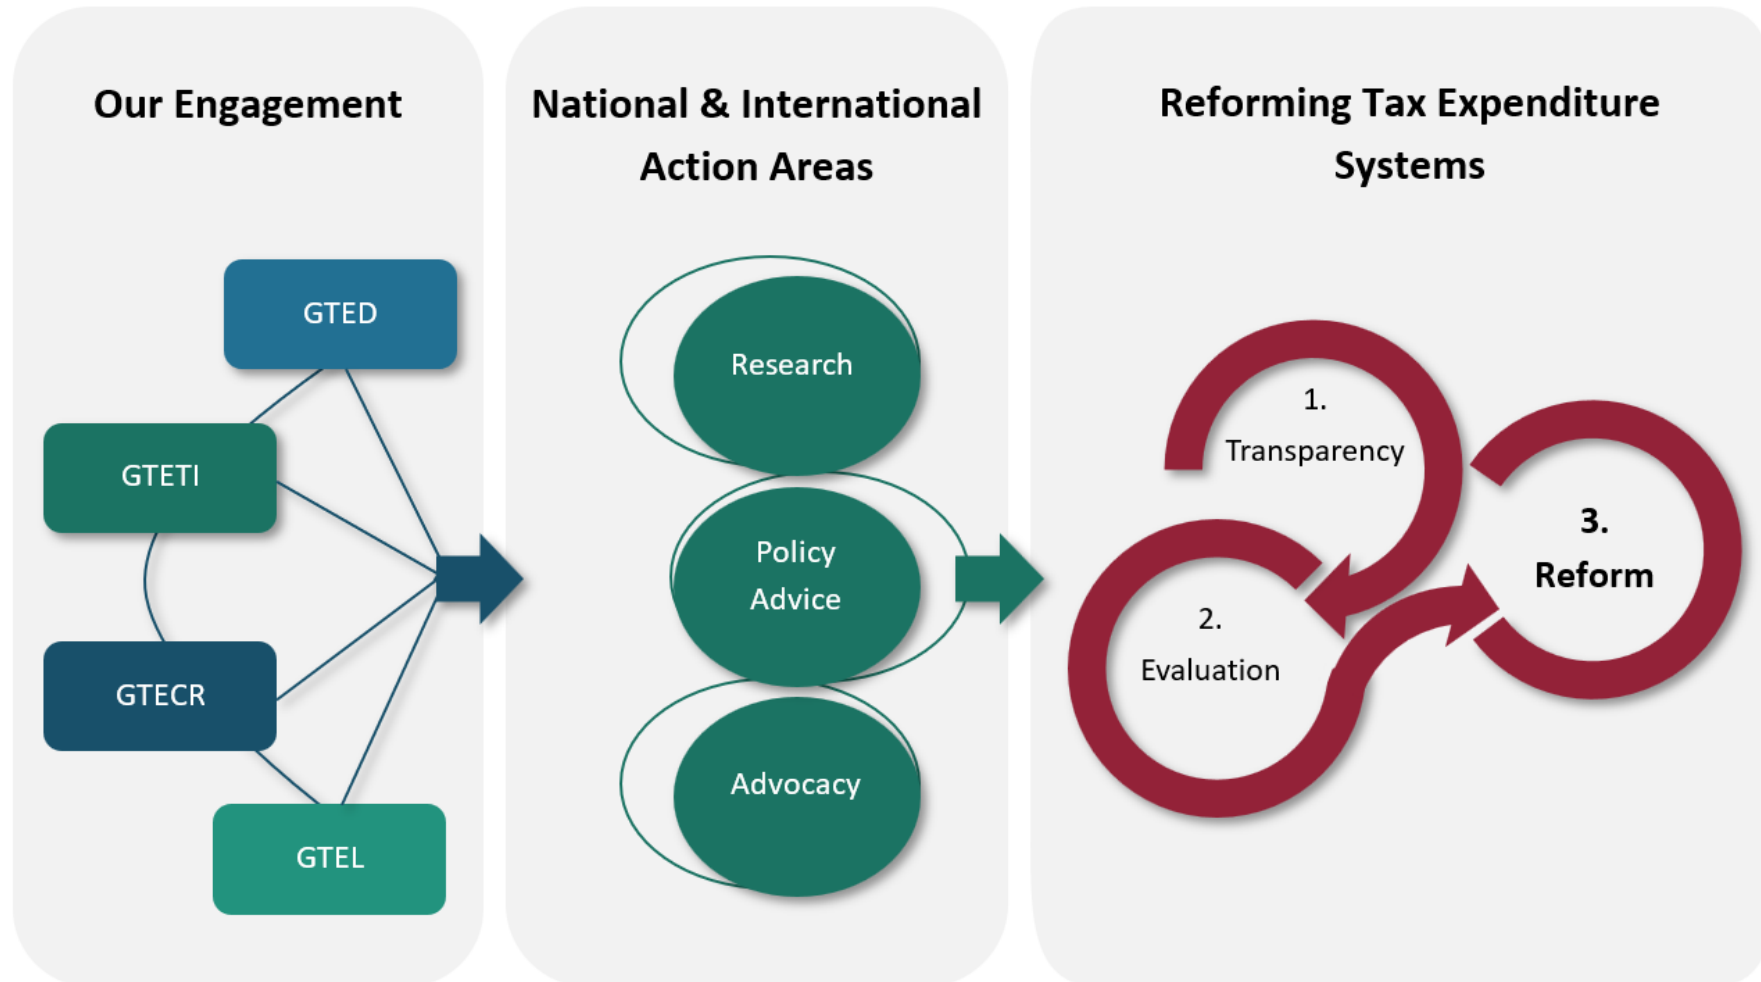 Our Engagement
GTED
GTETI
GTECR
GTEL
National & International
Action Areas
Research
Policy
Advice
Advocacy
Reforming Tax Expenditure
Systems
1.
Transparency
2.
Evaluation
3.
Reform